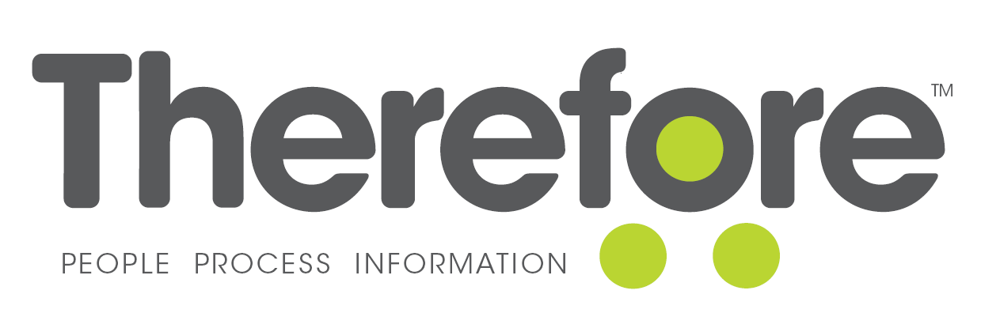 Therefore™
PEOPLE PROCESS INFORMATION